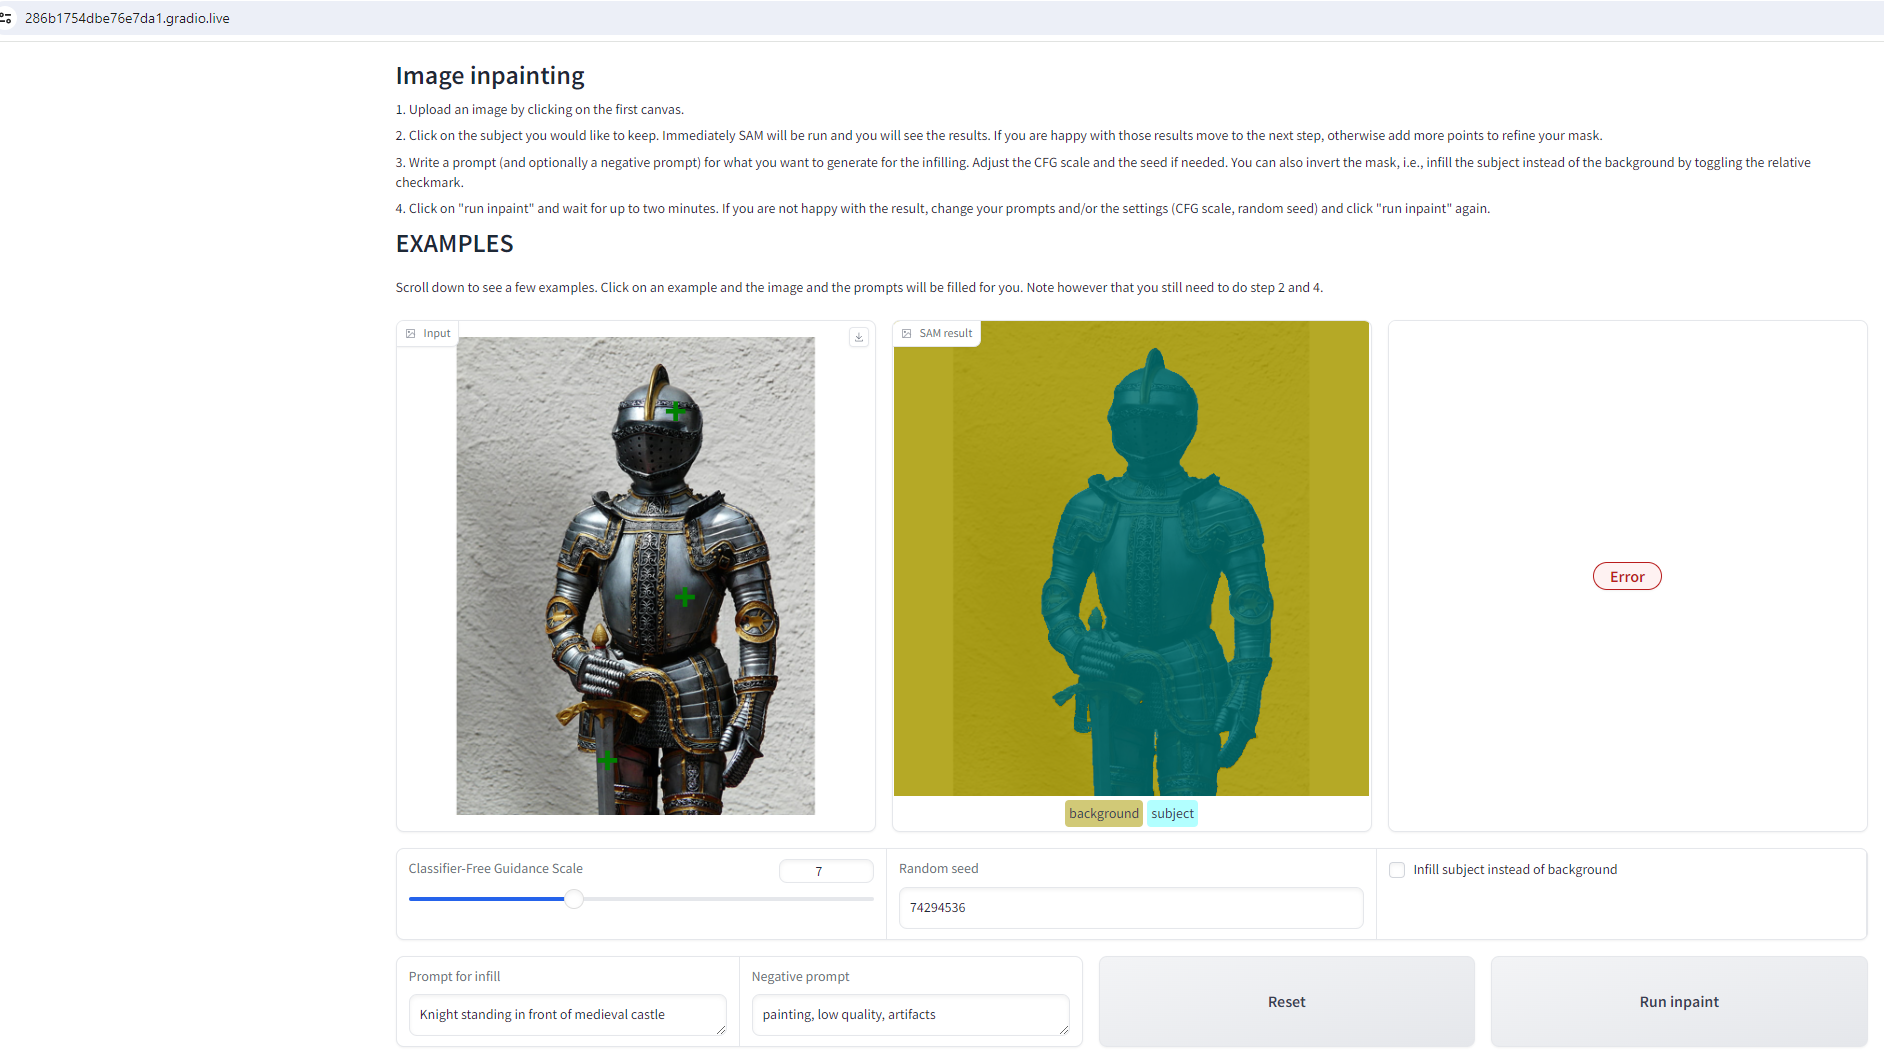 286b1754dbe76e7da1.gradio.live
Image inpainting
1. Upload an image by clicking on the first canvas.
2. Click on the subject you would like to keep. Immediately SAM will be run and you will see the results. If you are happy with those results move to the next step, otherwise add more points to refine your mask.
3. Write a prompt (and optionally a negative prompt) for what you want to generate for the infilling. Adjust the CFG scale and the seed if needed. You can also invert the mask, i.e., infill the subject instead of the background by toggling the relative
checkmark.
4. Click on "run inpaint" and wait for up to two minutes. If you are not happy with the result, change your prompts and/or the settings (CFG scale, random seed) and click "run inpaint" again.
EXAMPLES
Scroll down to see a few examples. Click on an example and the image and the prompts will be filled for you. Note however that you still need to do step 2 and 4.
Input
SAM result
Error
background subject
Classifier-Free Guidance Scale
7
Random seed
74294536
Infill subject instead of background
Prompt for infill
Knight standing in front of medieval castle
Negative prompt
painting, low quality, artifacts
Reset
Run inpaint